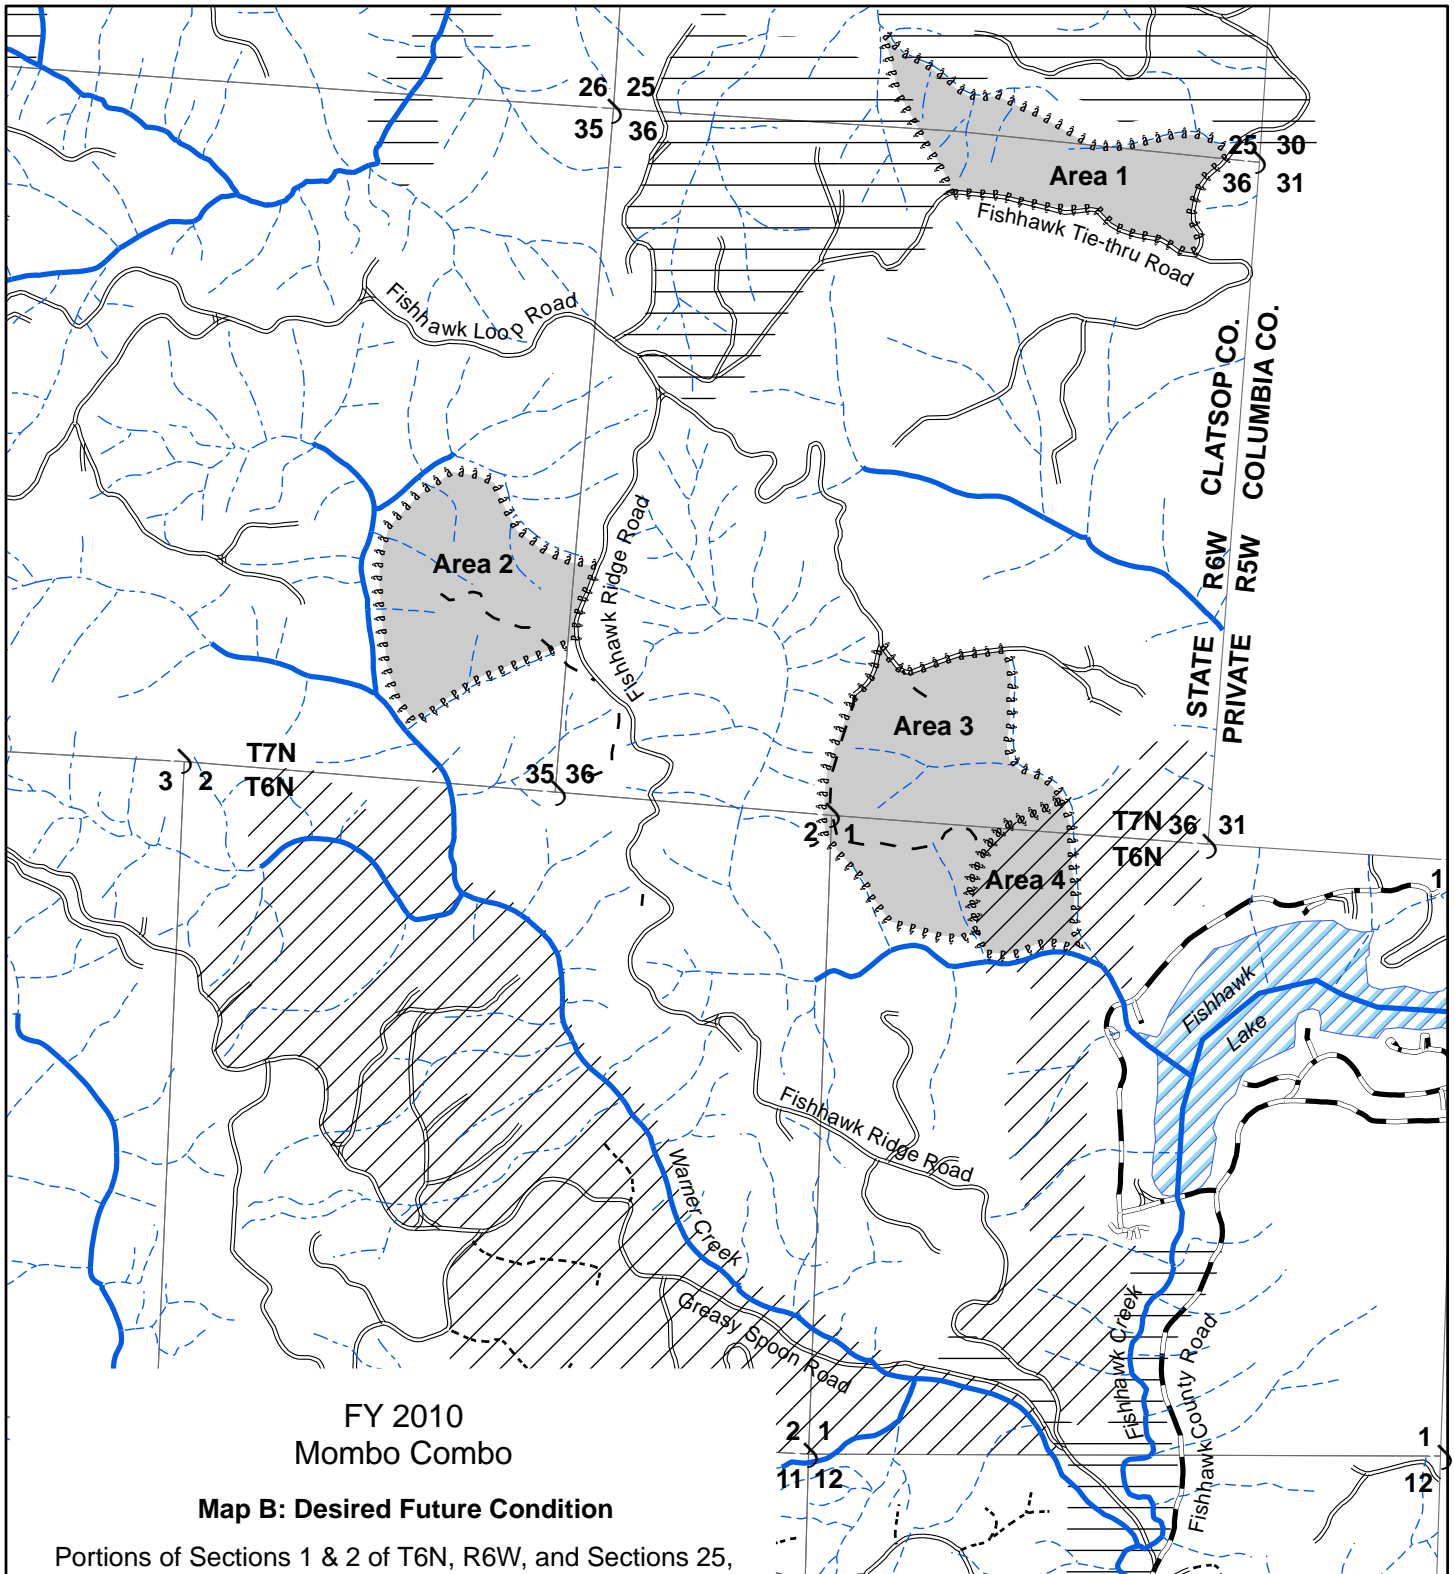 26 25
35 36
25 30
36 31
Area 1
Fishhawk Tie-thru Road
Fishhawk Loop Road
CLATSOP CO.
COLUMBIA CO.
R6W
R5W
STATE
PRIVATE
Area 2
Fishhawk Ridge Road
Area 3
T7N
T6N
3 2
35 36
2 1
T7N 36 31
T6N
Area 4
1
Fishhawk
Lake
Fishhawk Ridge Road
Warner Creek
Greasy Spoon Road
Fishhawk Creek
Fishhawk County Road
2 1
11 12
1
12
FY 2010
Mombo Combo
Map B: Desired Future Condition
Portions of Sections 1 & 2 of T6N, R6W, and Sections 25,